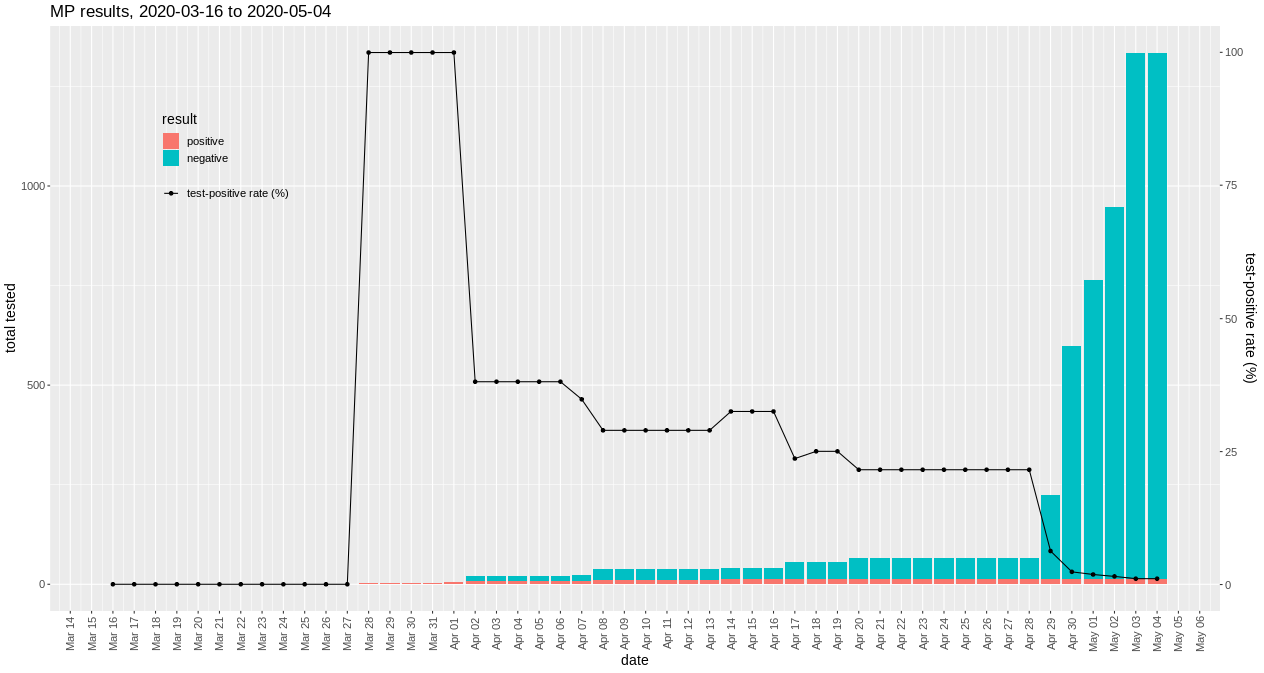 MP results, 2020-03-16 to 2020-05-04
result
positive
negative
test-positive rate (%)
total tested
1000
500
0
100
75
50
25
0
test-positive rate (%)
Mar 14
Mar 15
Mar 16
Mar 17
Mar 18
Mar 19
Mar 20
Mar 21
Mar 22
Mar 23
Mar 24
Mar 25
Mar 26
Mar 27
Mar 28
Mar 29
Mar 30
Mar 31
Apr 01
Apr 02
Apr 03
Apr 04
Apr 05
Apr 06
Apr 07
Apr 08
Apr 09
Apr 10
Apr 11
Apr 12
Apr 13
Apr 14
Apr 15
Apr 16
Apr 17
Apr 18
Apr 19
Apr 20
Apr 21
Apr 22
Apr 23
Apr 24
Apr 25
Apr 26
Apr 27
Apr 28
Apr 29
Apr 30
May 01
May 02
May 03
May 04
May 05
May 06
date